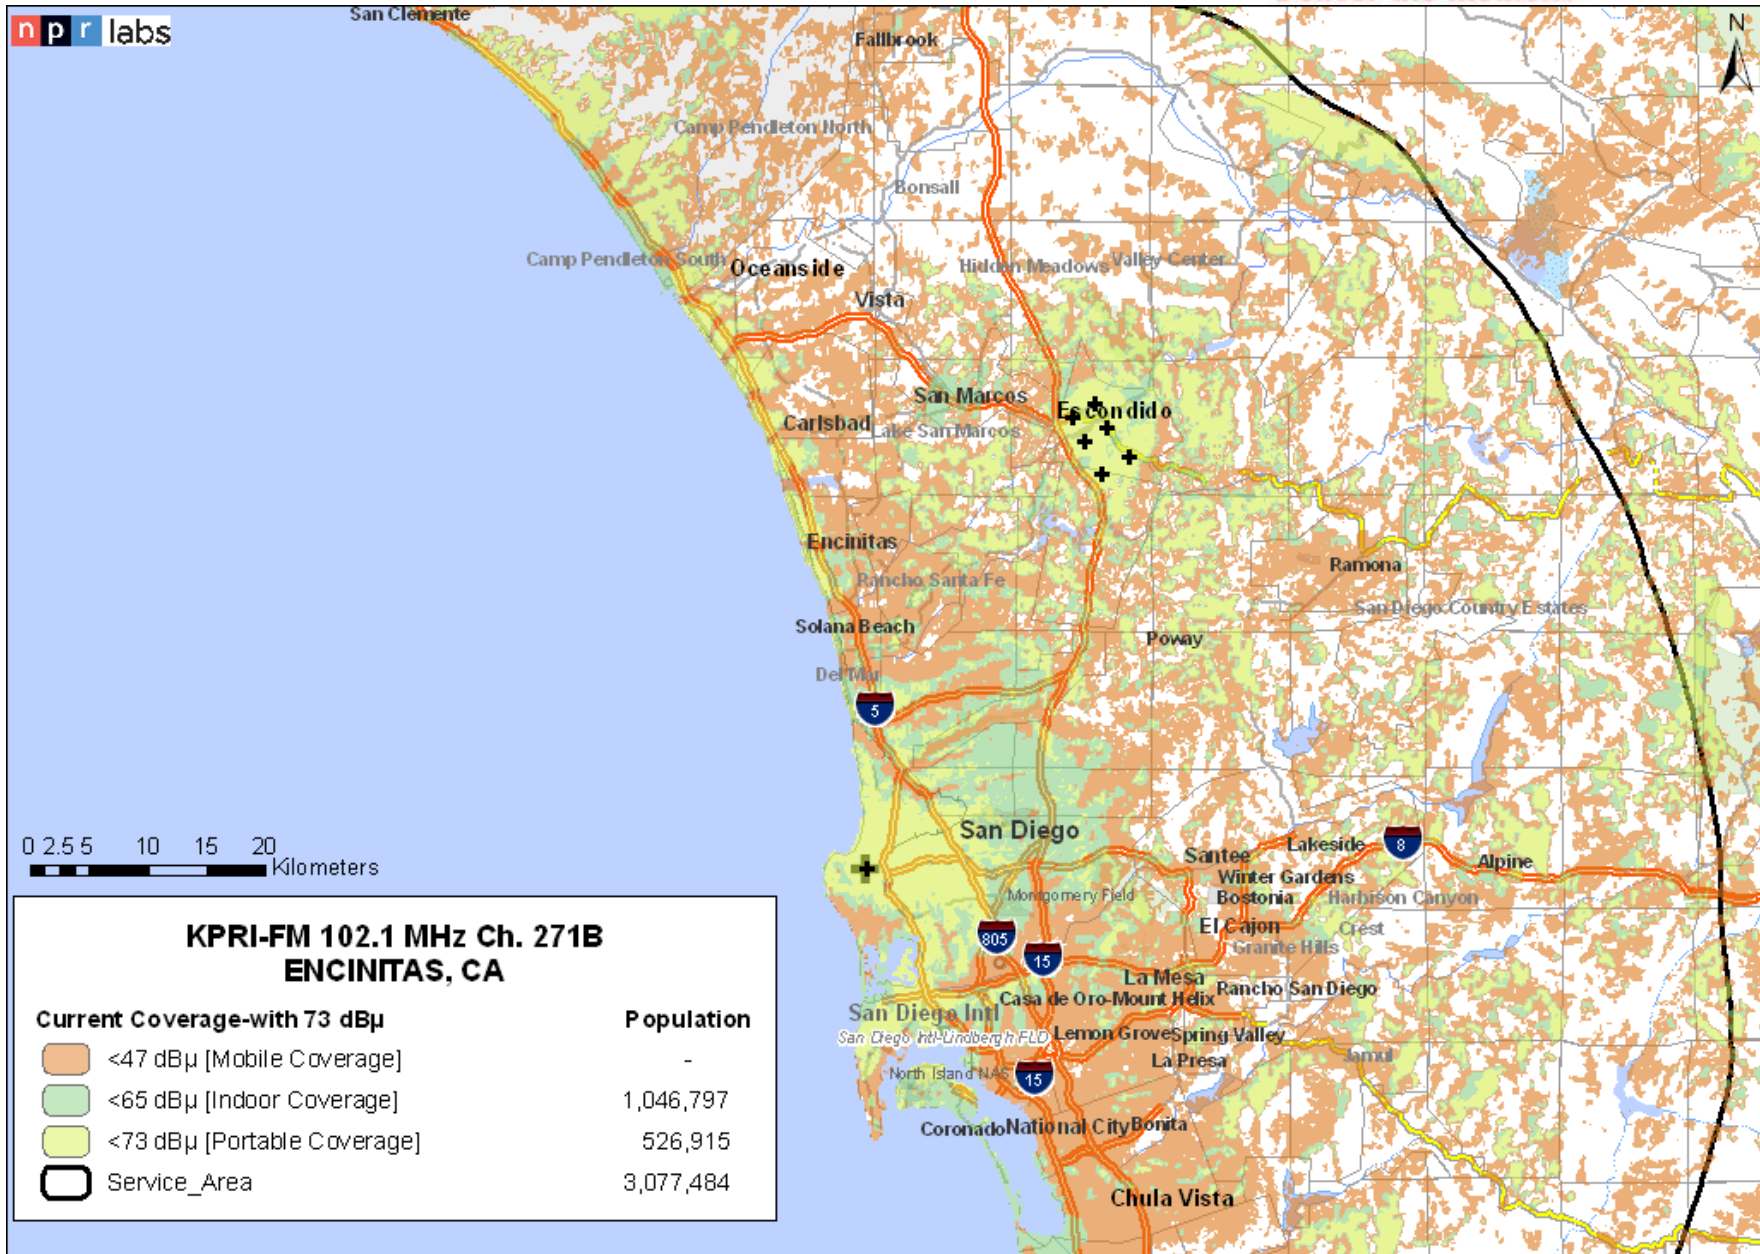 San Clemente
npr labs
Fallbrook
N
Camp Pendleton North
Bonsall
Camp Pendleton South
Oceanside
Hidden Meadows
Valley Center
Vista
San Marcos
Escondido
Carlsbad
Lake San Marcos
Encinitas
Rancho Santa Fe
Ramona
San Diego Country Estates
Solana Beach
Poway
Del Mar
5
San Diego
0 2.5 5 10 15 20
Kilometers
Santee
Lakeside
8
Alpine
Winter Gardens
Montgomery Field
Bostonia
Harbison Canyon
El Cajon
Crest
Granite Hills
805
15
La Mesa
Rancho San Diego
Casa de Oro-Mount Helix
San Diego Intl
San Diego Intl-Lindbergh FLD
Lemon Grove
Spring Valley
La Presa
Jamul
North Island NAS
15
Coronado
National City
Bonita
Chula Vista
KPRI-FM 102.1 MHz Ch. 271B
ENCINITAS, CA
Current Coverage-with 73 dBµ Population
<47 dBµ [Mobile Coverage] -
<65 dBµ [Indoor Coverage] 1,046,797
<73 dBµ [Portable Coverage] 526,915
Service_Area 3,077,484